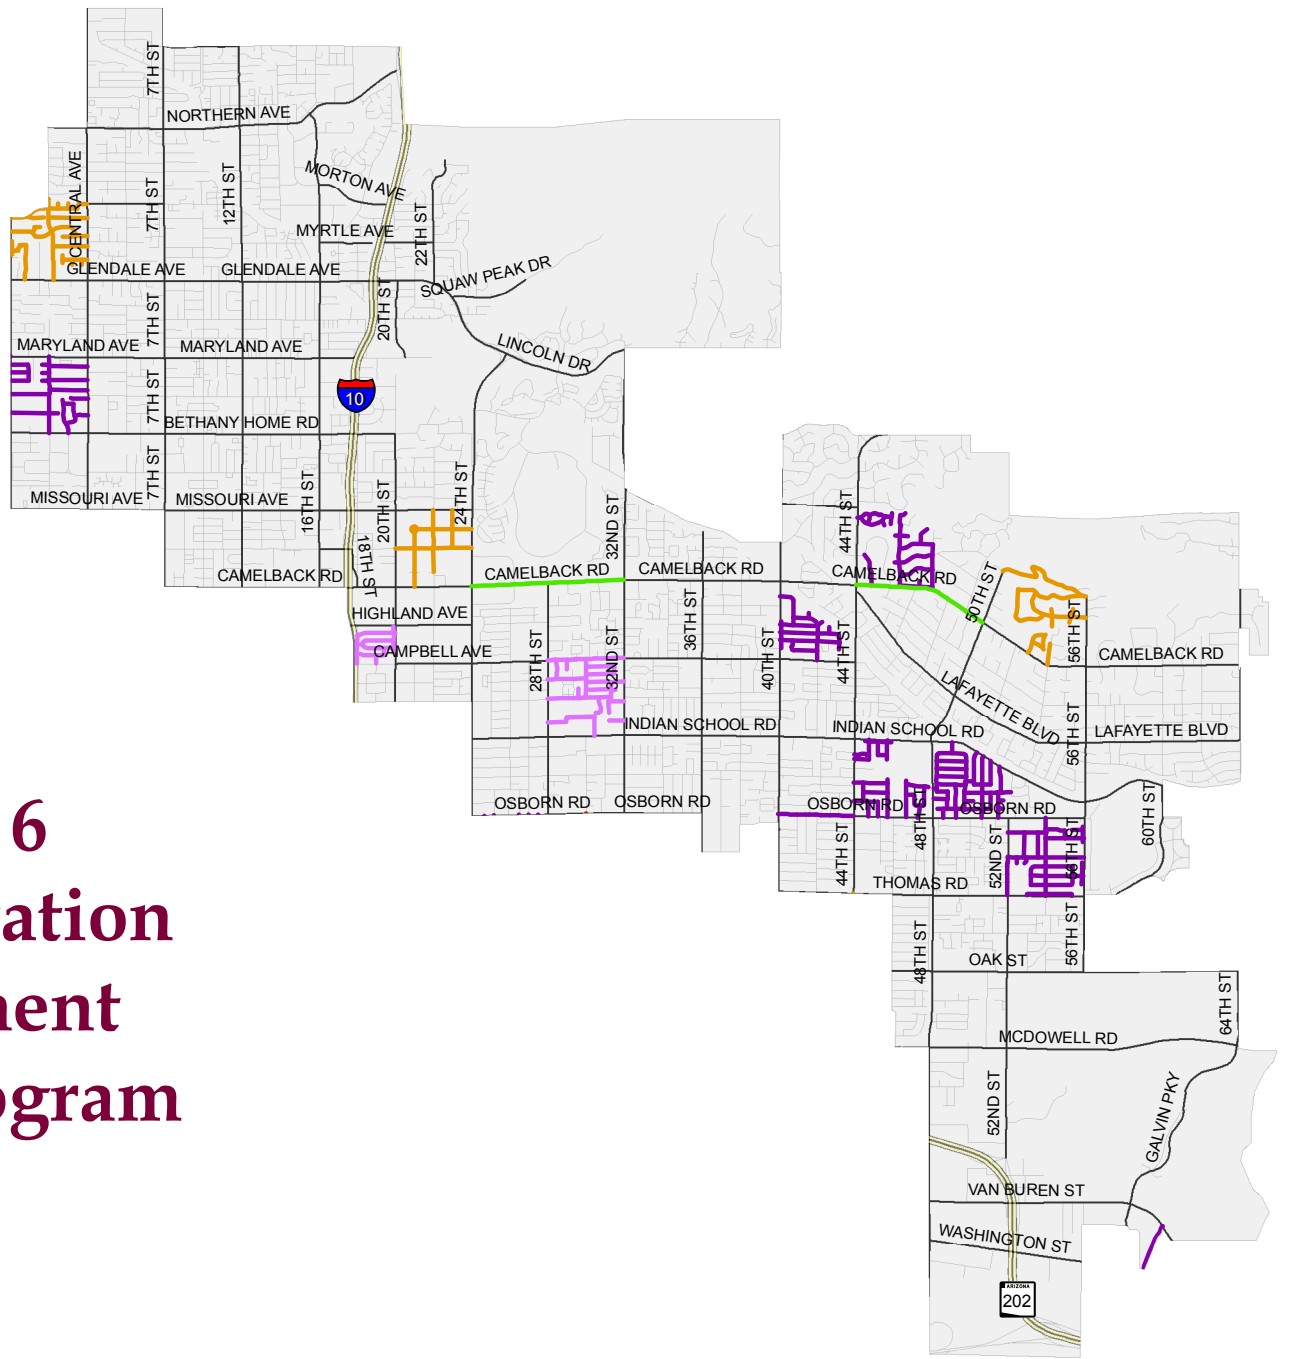 7TH ST
NORTHERN AVE
CENTRAL AVE
7TH ST
12TH ST
MORTON AVE
MYRTLE AVE
22TH ST
GLENDALE AVE
GLENDALE AVE
SQUAW PEAK DR
20TH ST
7TH ST
MARYLAND AVE
MARYLAND AVE
LINCOLN DR
10
7TH ST
BETHANY HOME RD
7TH ST
MISSOURI AVE
MISSOURI AVE
16TH ST
20TH ST
24TH ST
18TH ST
32ND ST
44TH ST
CAMELBACK RD
CAMELBACK RD
CAMELBACK RD
CAMELBACK RD
50TH ST
HIGHLAND AVE
36TH ST
56TH ST
CAMPBELL AVE
28TH ST
32ND ST
40TH ST
44TH ST
CAMELBACK RD
LAFAYETTE BLVD
INDIAN SCHOOL RD
INDIAN SCHOOL RD
56TH ST
LAFAYETTE BLVD
OSBORN RD
OSBORN RD
OSBORN RD
OSBORN RD
48TH ST
60TH ST
44TH ST
52ND ST
56TH ST
THOMAS RD
48TH ST
56TH ST
OAK ST
64TH ST
MCDOWELL RD
52ND ST
GALVIN PKY
VAN BUREN ST
WASHINGTON ST
ARIZONA
202
6
ation
ment
ogram